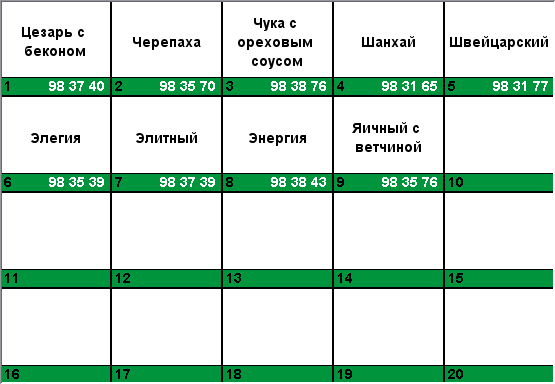 Цезарь с
беконом
Черепаха
Чука с
ореховым
соусом
Шанхай
Швейцарский
1 98 37 40
2 98 35 70
3 98 38 76
4 98 31 65
5 98 31 77
Элегия
Элитный
Энергия
Яичный с
ветчиной
6 98 35 39
7 98 37 39
8 98 38 43
9 98 35 76
10
11
12
13
14
15
16
17
18
19
20